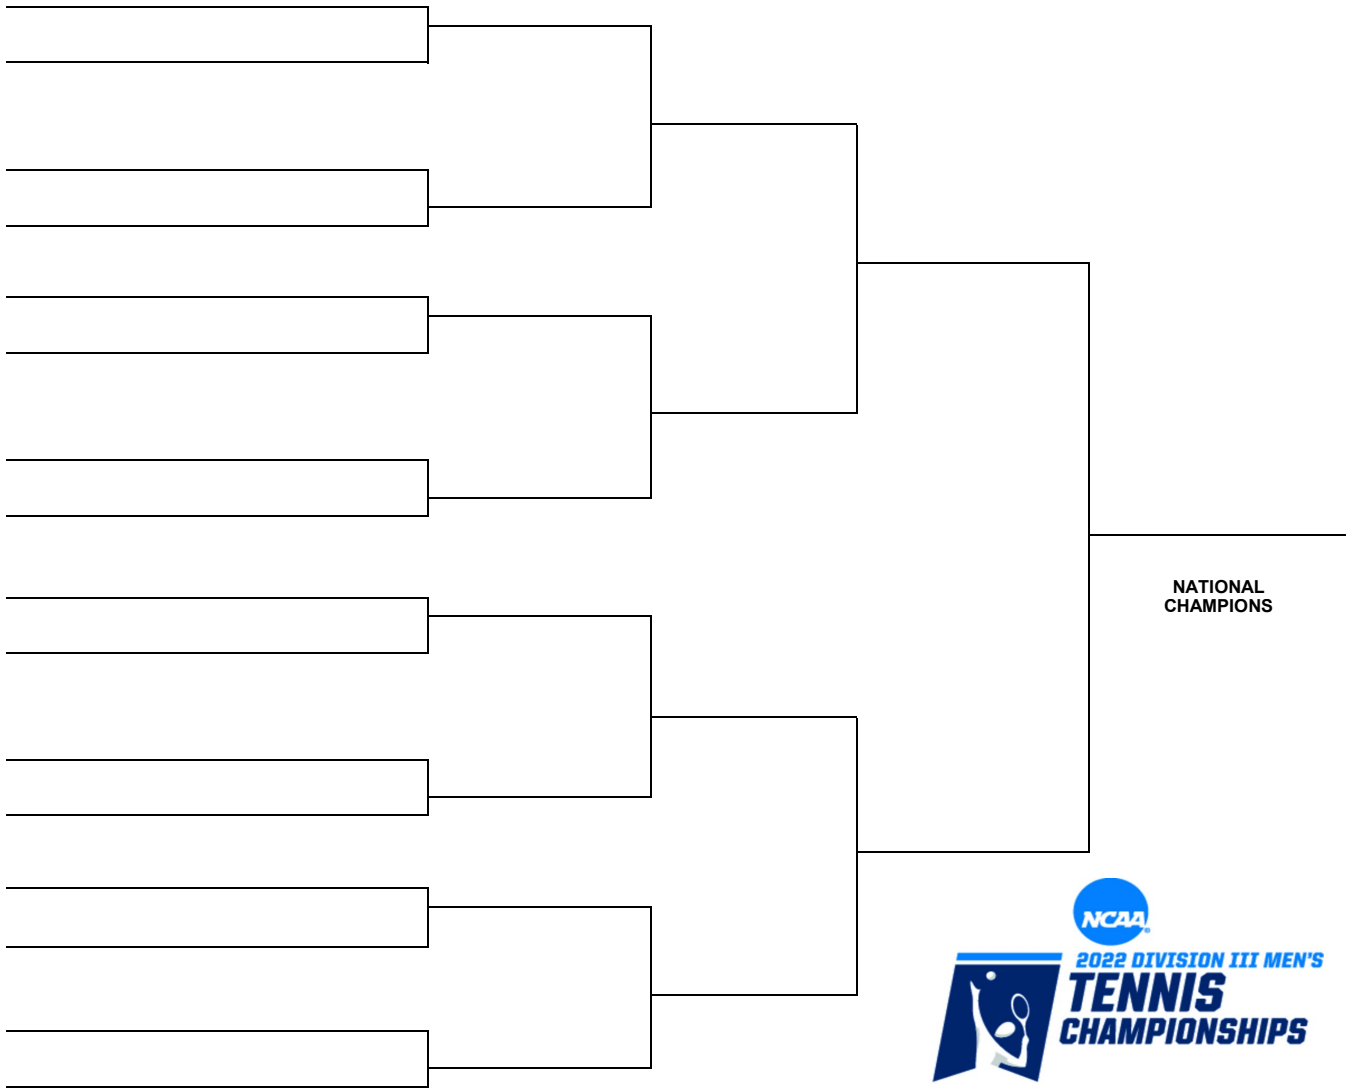 NATIONAL
CHAMPIONS
NCAA
2022 DIVISION III MEN'S
TENNIS
CHAMPIONSHIPS